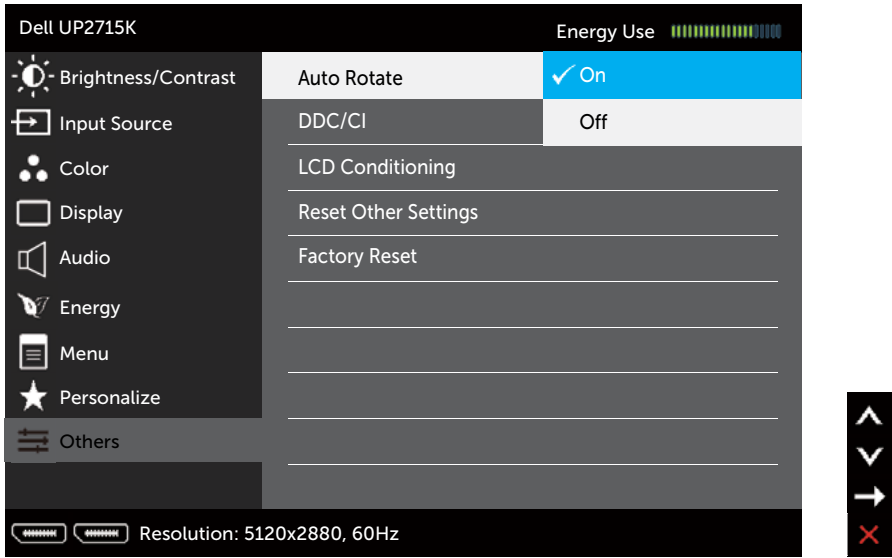 Dell UP2715K
Energy Use
Brightness/Contrast
Auto Rotate
On
Input Source
DDC/CI
Off
Color
LCD Conditioning
Display
Reset Other Settings
Audio
Factory Reset
Energy
Menu
Personalize
Others
Resolution: 5120x2880, 60Hz